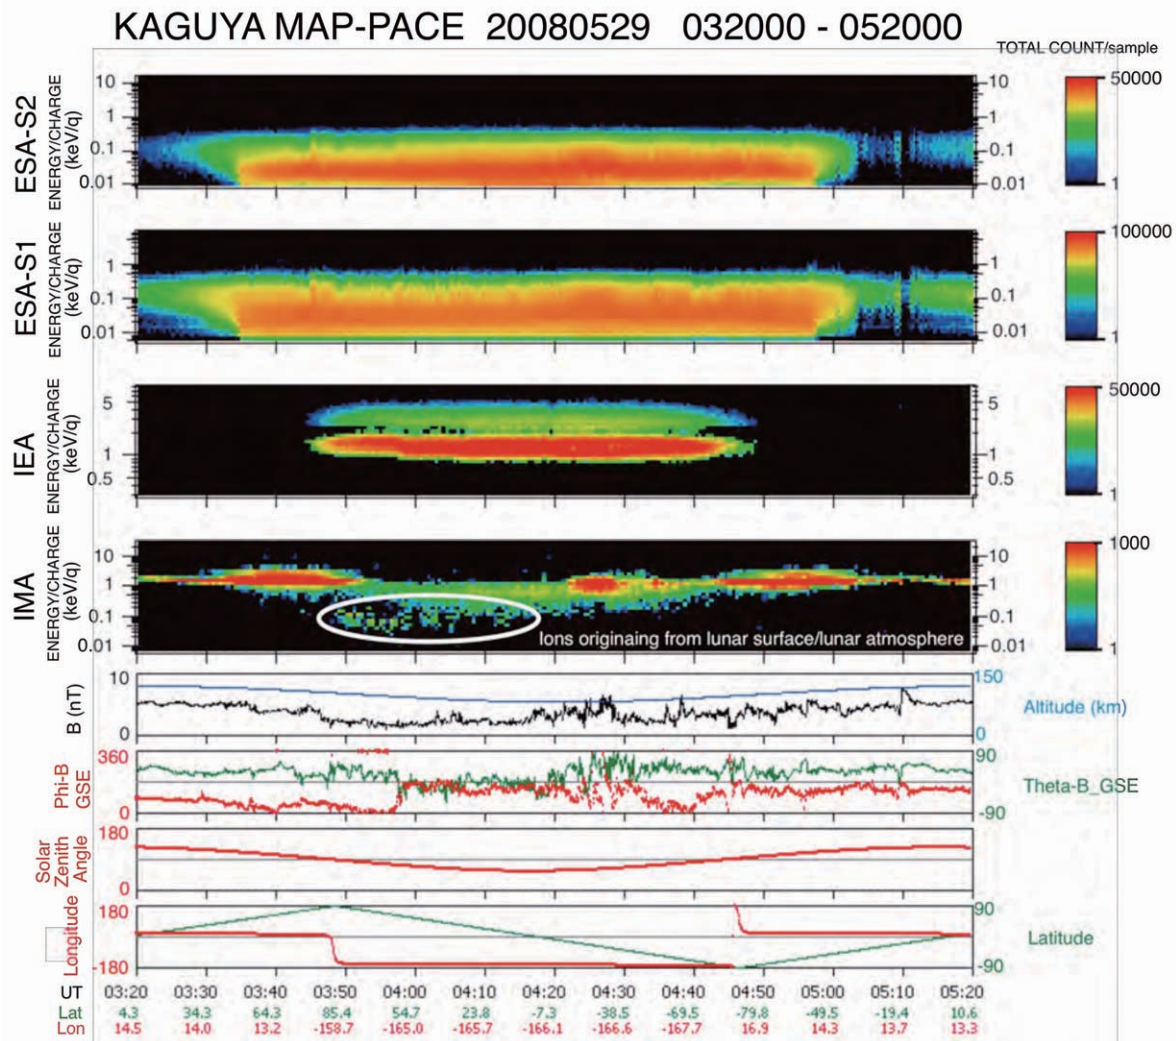 KAGUYA MAP-PACE 20080529 032000 - 052000
TOTAL COUNT/sample
ESA-S2
ENERGY/CHARGE
(keV/q)
10
1
0.1
0.01
10
1
0.1
0.01
50000
1
ESA-S1
ENERGY/CHARGE
(keV/q)
1
0.1
0.01
1
0.1
0.01
100000
1
IEA
ENERGY/CHARGE
(keV/q)
5
1
0.5
5
1
0.5
50000
1
IMA
ENERGY/CHARGE
(keV/q)
10
1
0.1
0.01
10
1
0.1
0.01
1000
1
Ions originaing from lunar surface/lunar atmosphere
B (nT)
10
0
150
0
Altitude (km)
Phi-B
GSE
360
0
90
-90
Theta-B_GSE
Solar
Zenith
Angle
180
0
Longitude
180
-180
90
-90
Latitude
UT 03:20 03:30 03:40 03:50 04:00 04:10 04:20 04:30 04:40 04:50 05:00 05:10 05:20
Lat 4.3 34.3 64.3 85.4 54.7 23.8 -7.3 -38.5 -69.5 -79.8 -49.5 -19.4 10.6
Lon 14.5 14.0 13.2 -158.7 -165.0 -165.7 -166.1 -166.6 -167.7 16.9 14.3 13.7 13.3